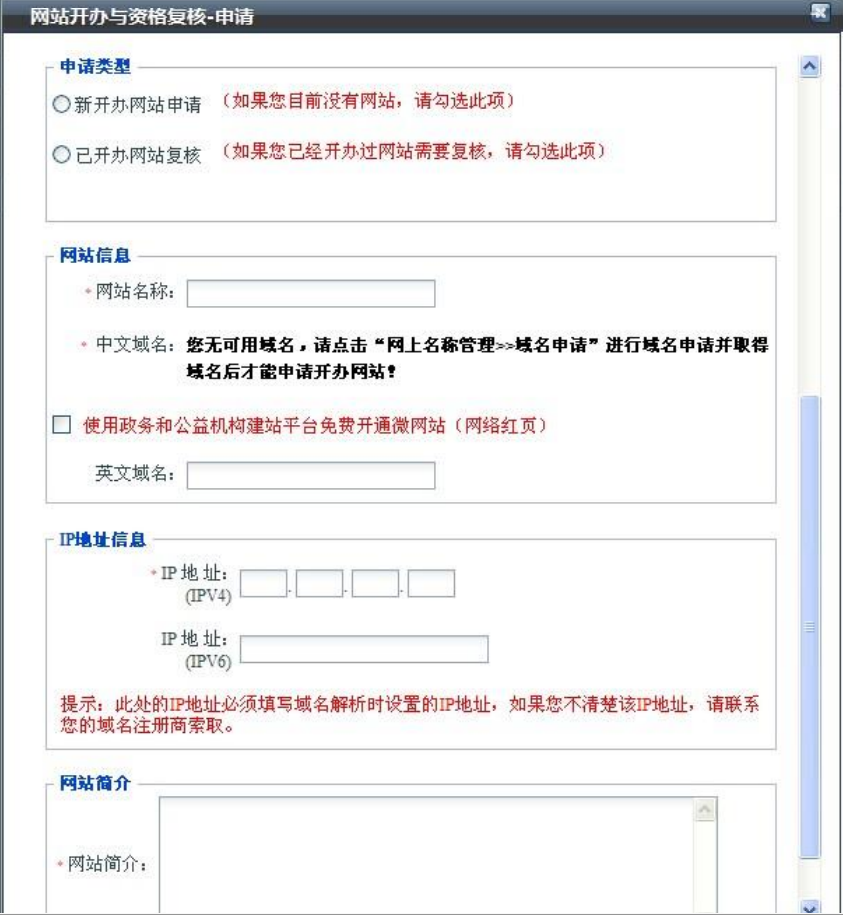 网站开办与资格复核-申请
申请类型
新开办网站申请 （如果您目前没有网站，请勾选此项）
已开办网站复核 （如果您已经开办过网站需要复核，请勾选此项）
网站信息
*网站名称：
*中文域名：您无可用域名，请点击“网上名称管理>>域名申请”进行域名申请并取得
域名后才能申请开办网站！
使用政务和公益机构建站平台免费开通微网站（网络红页）
英文域名：
IP地址信息
*IP 地 址：
(IPV4)
. . .
IP 地 址：
(IPV6)
提示：此处的IP地址必须填写域名解析时设置的IP地址，如果您不清楚该IP地址，请联系
您的域名注册商索取。
网站简介
*网站简介：